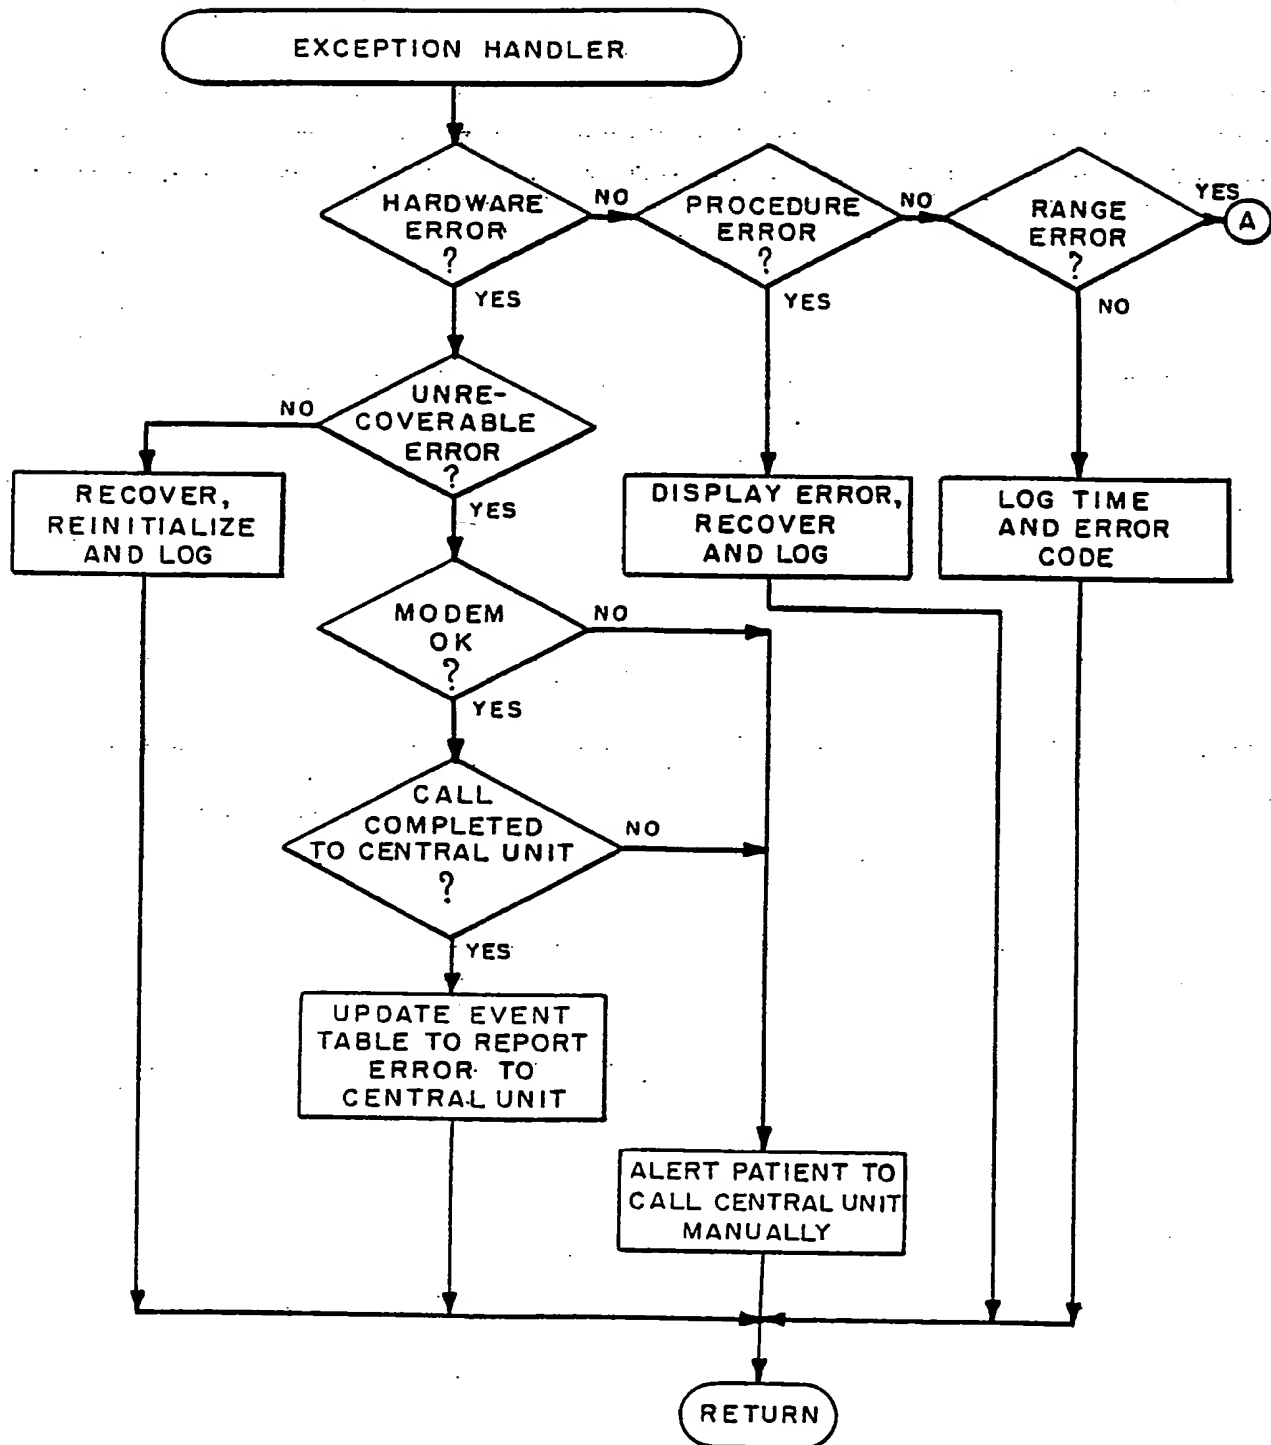 EXCEPTION HANDLER
HARDWARE
ERROR
?
NO
PROCEDURE
ERROR
?
NO
RANGE
ERROR
?
YES
A
YES
YES
NO
UNRE-
COVERABLE
ERROR
?
NO
YES
RECOVER,
REINITIALIZE
AND LOG
DISPLAY ERROR,
RECOVER
AND LOG
LOG TIME
AND ERROR
CODE
MODEM
OK
?
NO
YES
CALL
COMPLETED
TO CENTRAL UNIT
?
NO
YES
UPDATE EVENT
TABLE TO REPORT
ERROR TO
CENTRAL UNIT
ALERT PATIENT TO
CALL CENTRAL UNIT
MANUALLY
RETURN